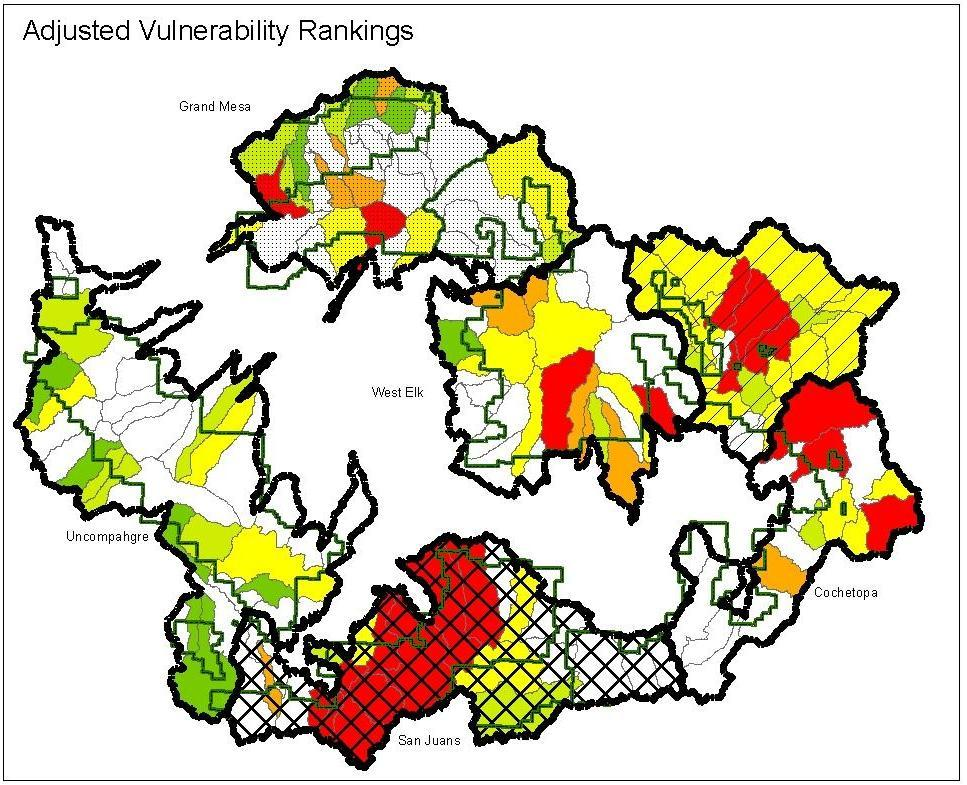 Adjusted Vulnerability Rankings
Grand Mesa
West Elk
Uncompahgre
Cochetopa
San Juans